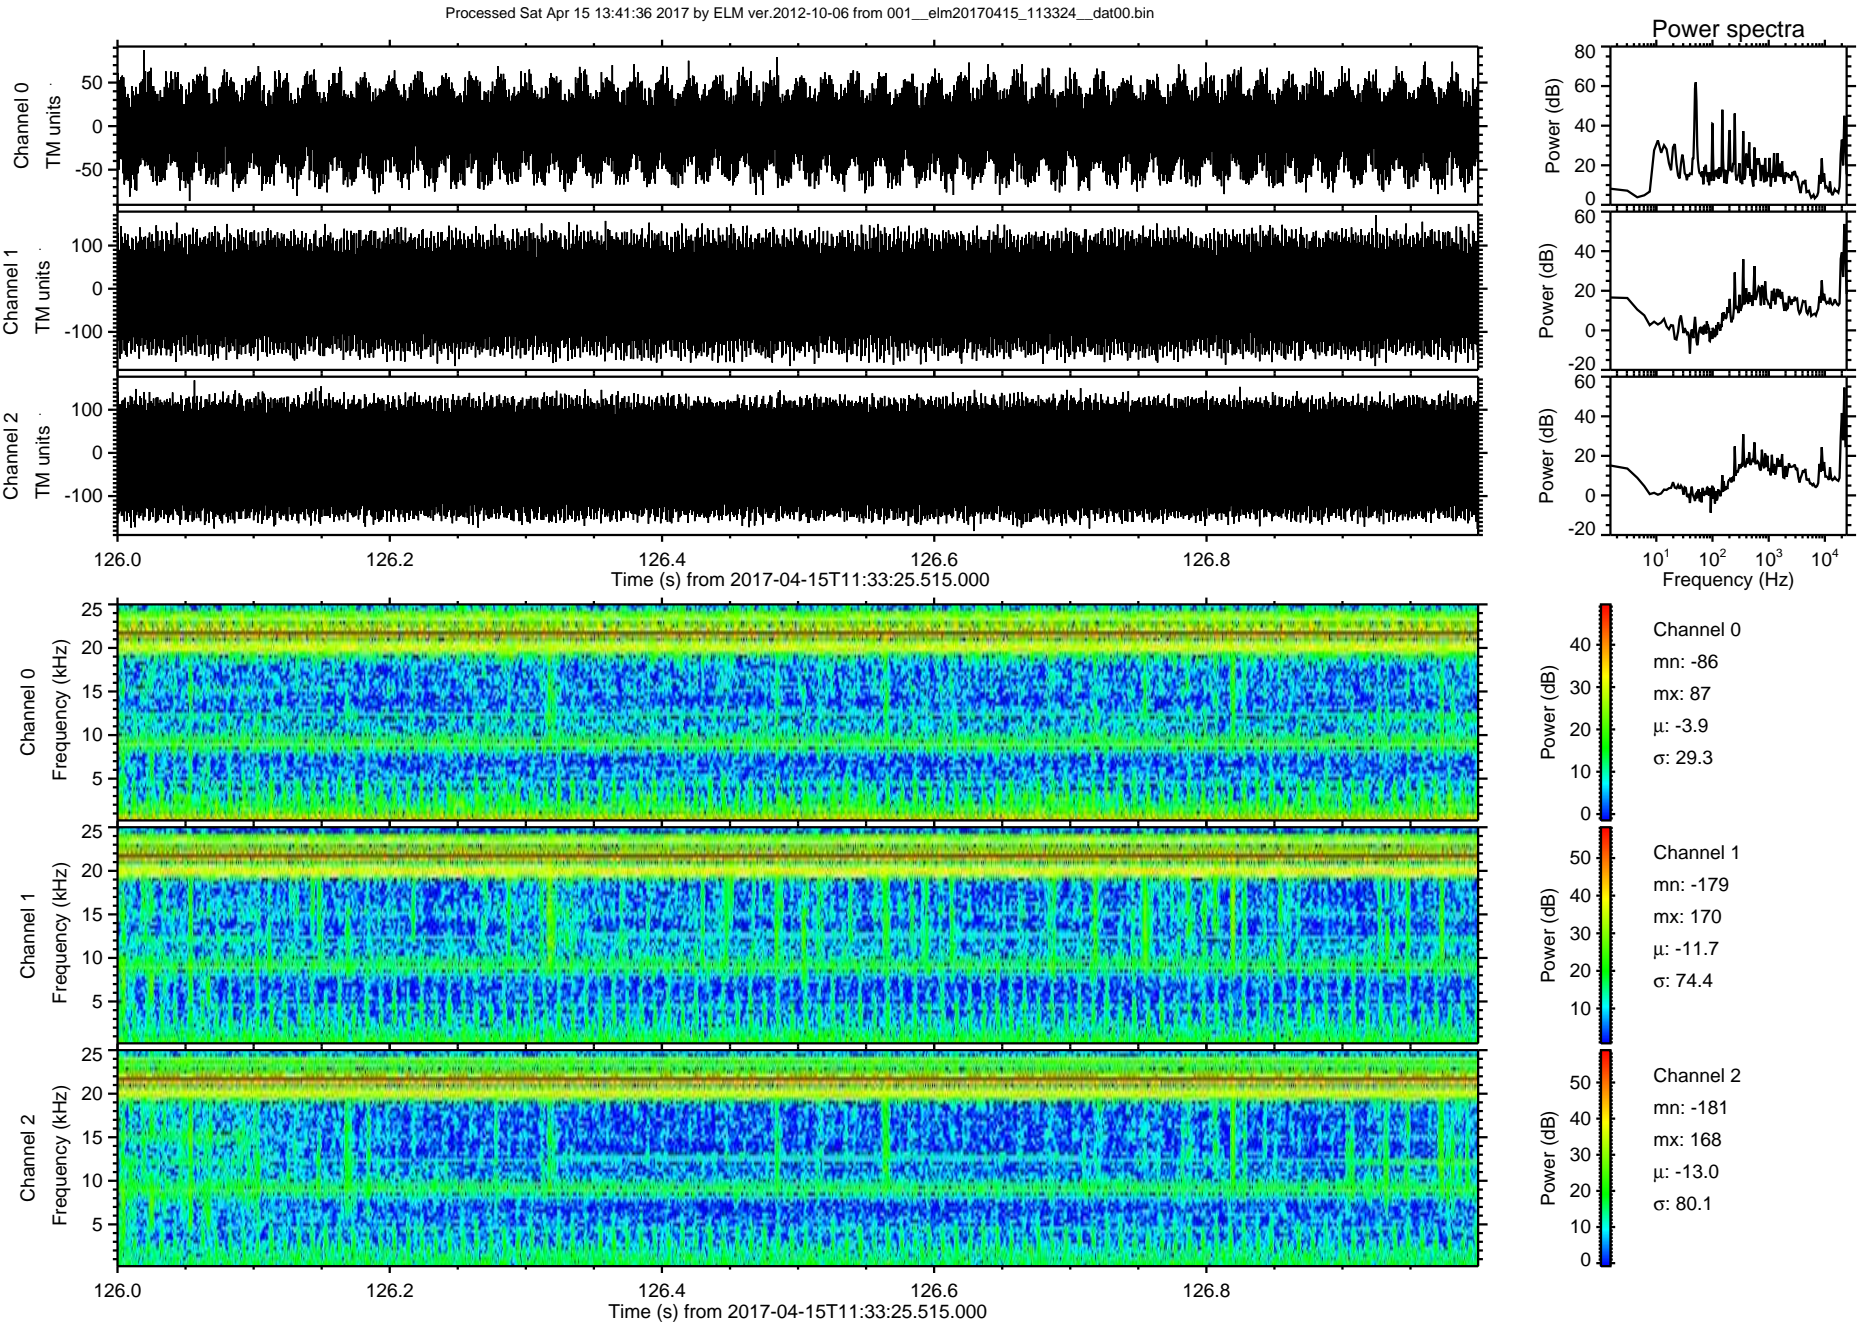 Processed Sat Apr 15 13:41:36 2017 by ELM ver.2012-10-06 from 001__elm20170415_113324__dat00.bin
Power spectra
Channel 0
TM units
50
0
-50
Power (dB)
80
60
40
20
0
Channel 1
TM units
100
0
-100
Power (dB)
60
40
20
0
-20
Channel 2
TM units
100
0
-100
Power (dB)
60
40
20
0
-20
126.0 126.2 126.4 126.6 126.8
Time (s) from 2017-04-15T11:33:25.515.000
10^1 10^2 10^3 10^4
Frequency (Hz)
Channel 0
Frequency (kHz)
25
20
15
10
5
Power (dB)
40
30
20
10
0
Channel 0
mn: -86
mx: 87
μ: -3.9
σ: 29.3
Channel 1
Frequency (kHz)
25
20
15
10
5
Power (dB)
50
40
30
20
10
Channel 1
mn: -179
mx: 170
μ: -11.7
σ: 74.4
Channel 2
Frequency (kHz)
25
20
15
10
5
Power (dB)
50
40
30
20
10
0
Channel 2
mn: -181
mx: 168
μ: -13.0
σ: 80.1
126.0 126.2 126.4 126.6 126.8
Time (s) from 2017-04-15T11:33:25.515.000